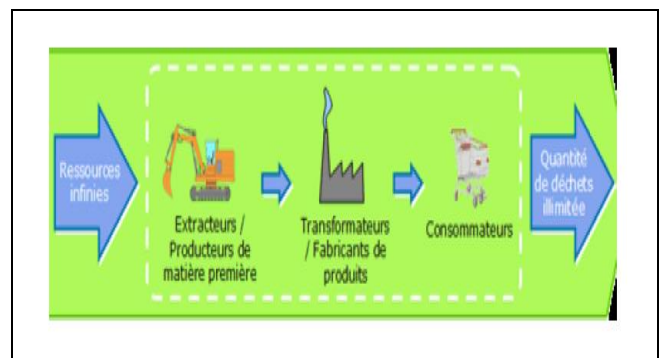 Ressources
infinies
Extracteurs /
Producteurs de
matière première
Transformateurs
/ Fabricants de
produits
Consommateurs
Quantité
de déchets
illimitée